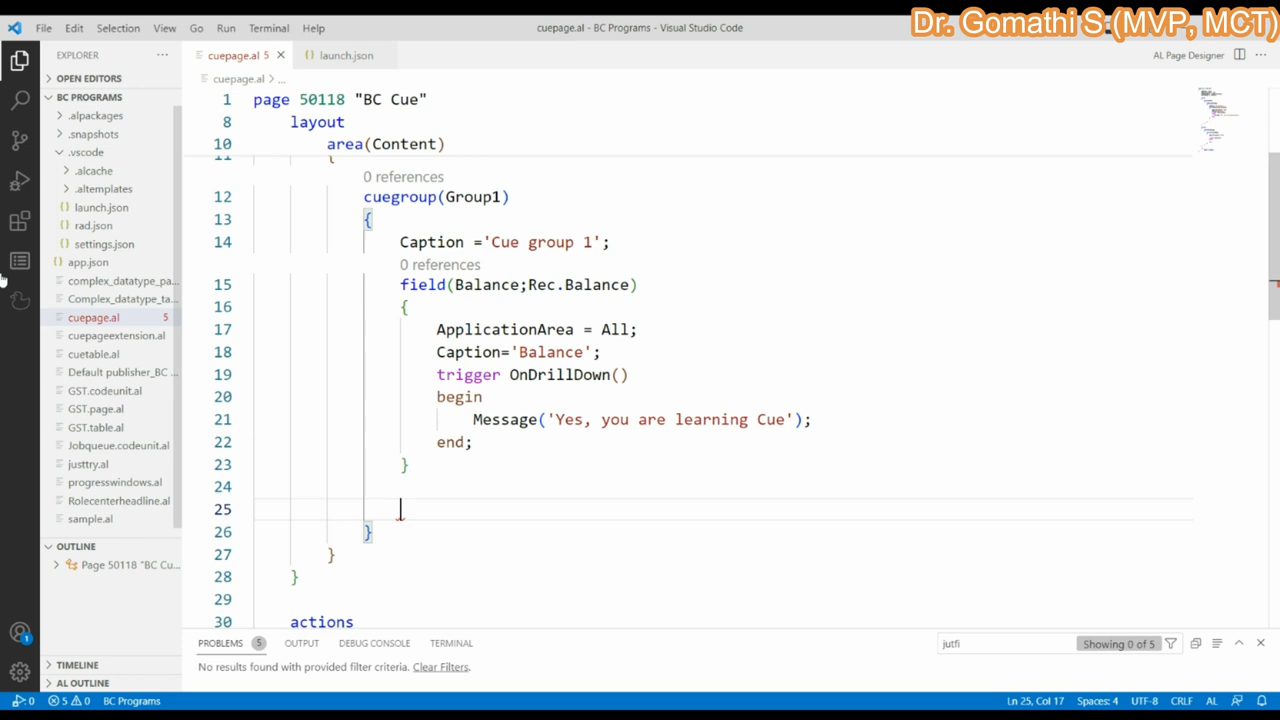 File Edit Selection View Go Run Terminal Help
cuepage.al - BC Programs - Visual Studio Code
Dr. Gomathi S (MVP, MCT)
EXPLORER
cuepage.al 5
launch.json
AL Page Designer
OPEN EDITORS
cuepage.al > ...
BC PROGRAMS
.alpackages
.snapshots
.vscode
.alcache
.altemplates
launch.json
rad.json
settings.json
app.json
complex_datatype_pa...
Complex_datatype_ta...
cuepage.al 5
cuepageextension.al
cuetable.al
Default publisher_BC ...
GST.codeunit.al
GST.page.al
GST.table.al
Jobqueue.codeunit.al
justtry.al
progresswindows.al
Rolecenterheadline.al
sample.al
OUTLINE
Page 50118 "BC Cu...
TIMELINE
AL OUTLINE
1 page 50118 "BC Cue"
8 layout
10 area(Content)
11 {
0 references
12 cuegroup(Group1)
13 {
14 Caption ='Cue group 1';
0 references
15 field(Balance;Rec.Balance)
16 {
17 ApplicationArea = All;
18 Caption='Balance';
19 trigger OnDrillDown()
20 begin
21 Message('Yes, you are learning Cue');
22 end;
23 }
24
25
26 }
27 }
28 }
29
30 actions
PROBLEMS 5 OUTPUT DEBUG CONSOLE TERMINAL
jutfi
Showing 0 of 5
No results found with provided filter criteria. Clear Filters.
1
0
5 0
BC Programs
Ln 25, Col 17 Spaces: 4 UTF-8 CRLF AL